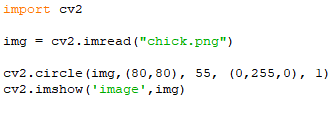 import cv2
img = cv2.imread("chick.png")
cv2.circle(img,(80,80), 55, (0,255,0), 1)
cv2.imshow('image',img)